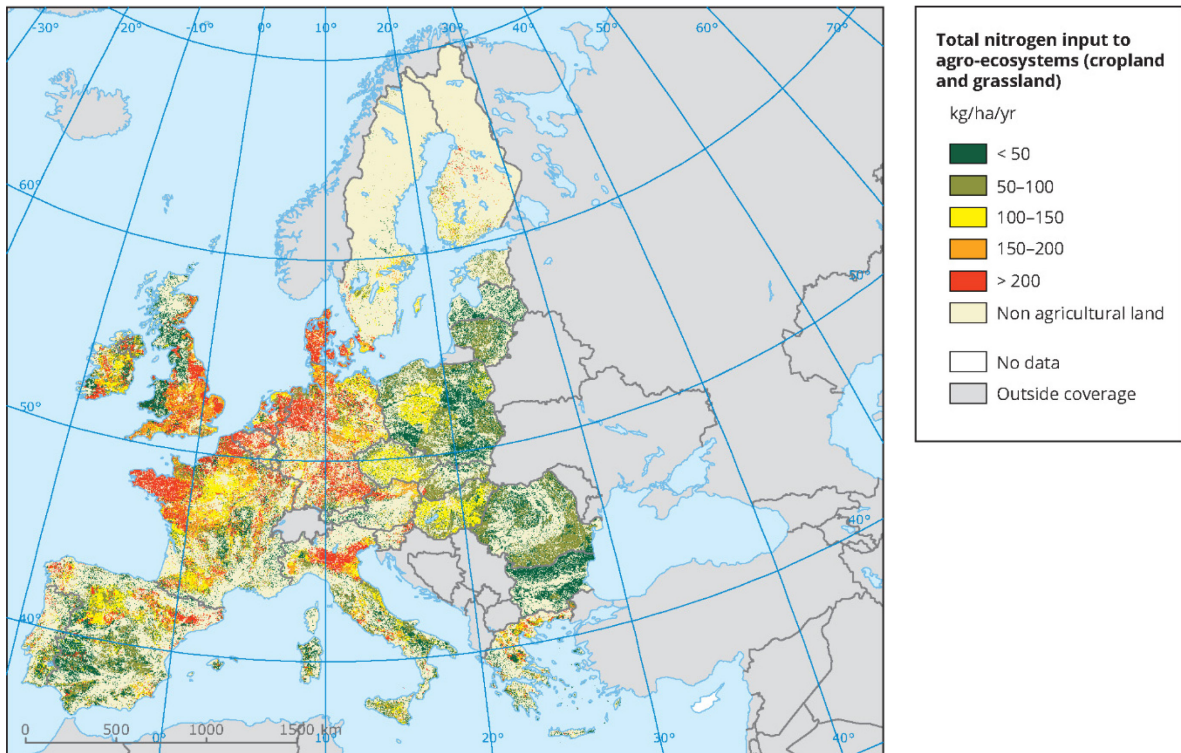 -30° -20° -10° 0° 10° 20° 30° 40° 50° 60° 70°
60°
50°
50°
40°
40°
0 500 1000 1500 km
0° 10° 20° 30° 40°
Total nitrogen input to
agro-ecosystems (cropland
and grassland)
kg/ha/yr
< 50
50–100
100–150
150–200
> 200
Non agricultural land
No data
Outside coverage